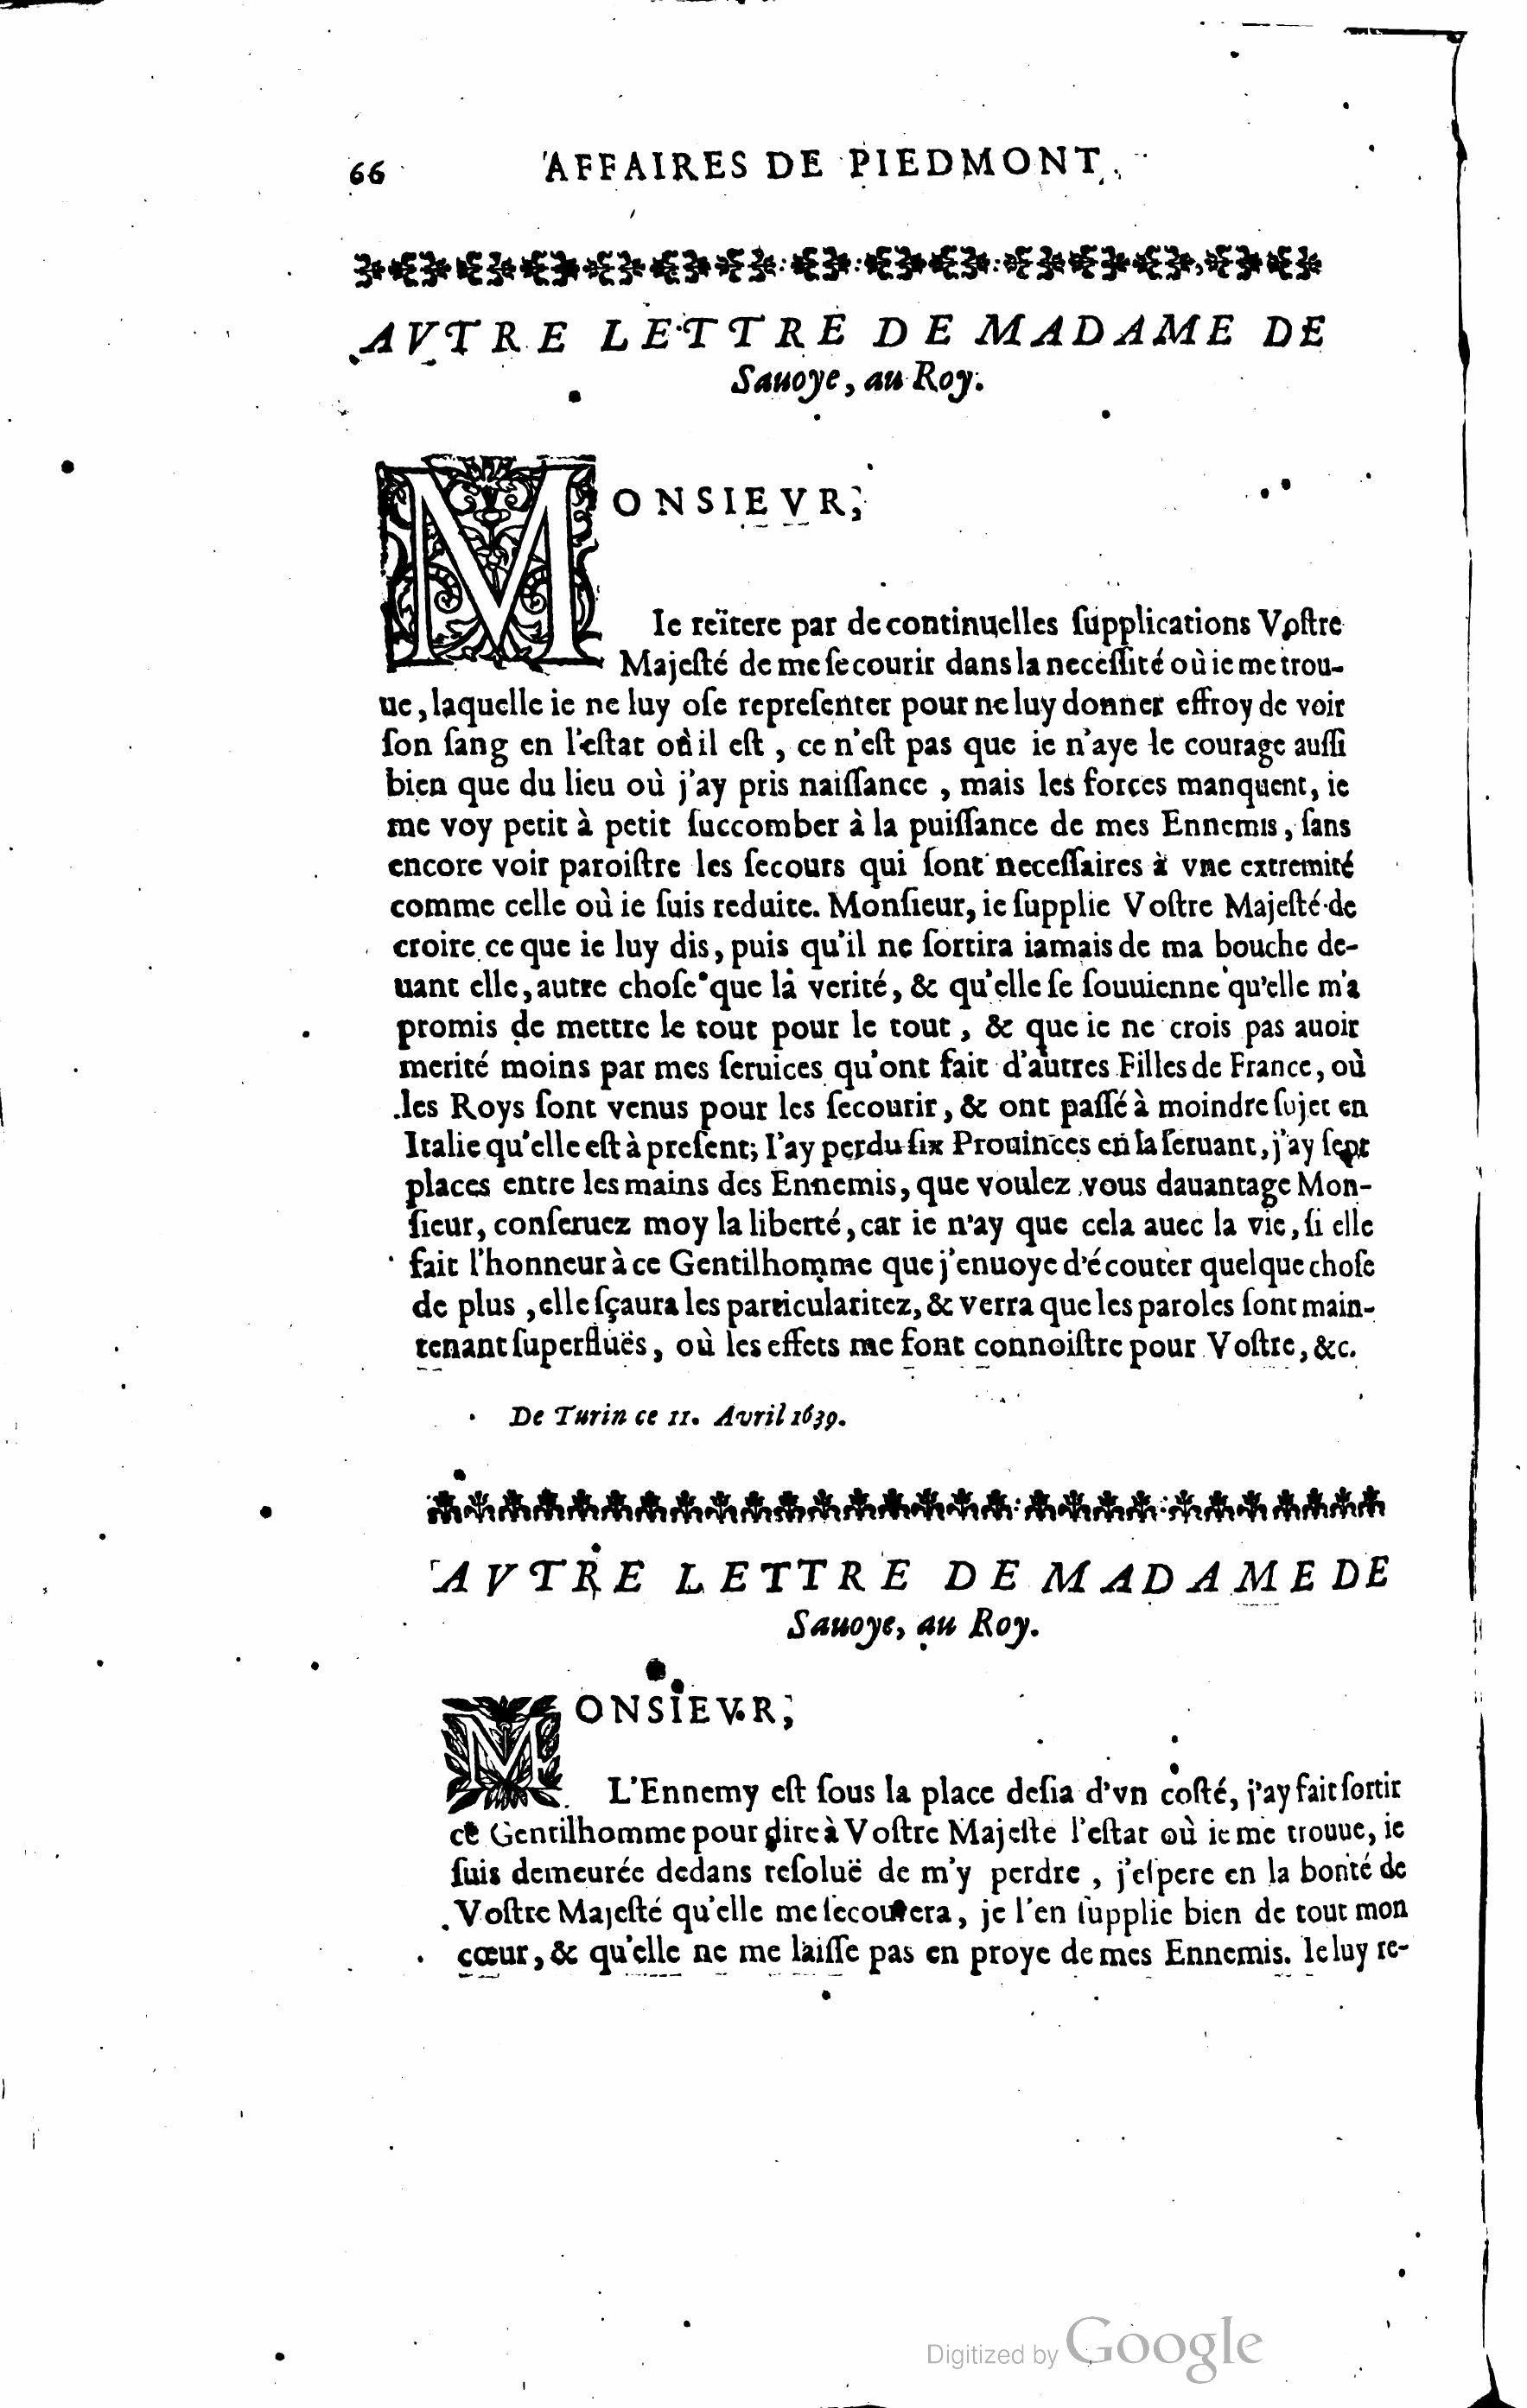 66 AFFAIRES DE PIEDMONT.
AVTRE LETTRE DE MADAME DE
Sauoye, au Roy.
MONSIEVR,
Ie reïtere par de continuelles ſupplications Voſtre
Majeſté de me ſecourir dans la neceſſité où ie me trou-
ue, laquelle ie ne luy oſe repreſenter pour ne luy donner effroy de voir
ſon ſang en l'eſtat où il eſt, ce n'eſt pas que ie n'aye le courage auſſi
bien que du lieu où j'ay pris naiſſance, mais les forces manquent, ie
me voy petit à petit ſuccomber à la puiſſance de mes Ennemis, ſans
encore voir paroiſtre les ſecours qui ſont neceſſaires à vne extremité
comme celle où ie ſuis reduite. Monſieur, ie ſupplie Voſtre Majeſté de
croire ce que ie luy dis, puis qu'il ne ſortira iamais de ma bouche de-
uant elle, autre choſe que la verité, & qu'elle ſe ſouuienne qu'elle m'a
promis de mettre le tout pour le tout, & que ie ne crois pas auoir
merité moins par mes ſeruices qu'ont fait d'autres Filles de France, où
les Roys ſont venus pour les ſecourir, & ont paſſé à moindre ſujet en
Italie qu'elle eſt à preſent; I'ay perdu ſix Prouinces en la ſeruant, j'ay ſept
places entre les mains des Ennemis, que voulez vous dauantage Mon-
ſieur, conſeruez moy la liberté, car ie n'ay que cela auec la vie, ſi elle
fait l'honneur à ce Gentilhomme que j'enuoye d'écouter quelque choſe
de plus, elle ſçaura les particularitez, & verra que les paroles ſont main-
tenant ſuperfluës, où les effets me font connoiſtre pour Voſtre, &c.
De Turin ce 11. Avril 1639.
AVTRE LETTRE DE MADAME DE
Sauoye, au Roy.
MONSIEVR,
L'Ennemy eſt ſous la place deſia d'vn coſté, j'ay fait ſortir
ce Gentilhomme pour dire à Voſtre Majeſte l'eſtat où ie me trouue, ie
ſuis demeurée dedans reſoluë de m'y perdre, j'eſpere en la bonté de
Voſtre Majeſté qu'elle me ſecourera, je l'en ſupplie bien de tout mon
cœur, & qu'elle ne me laiſſe pas en proye de mes Ennemis. Ie luy re-
Digitized by Google